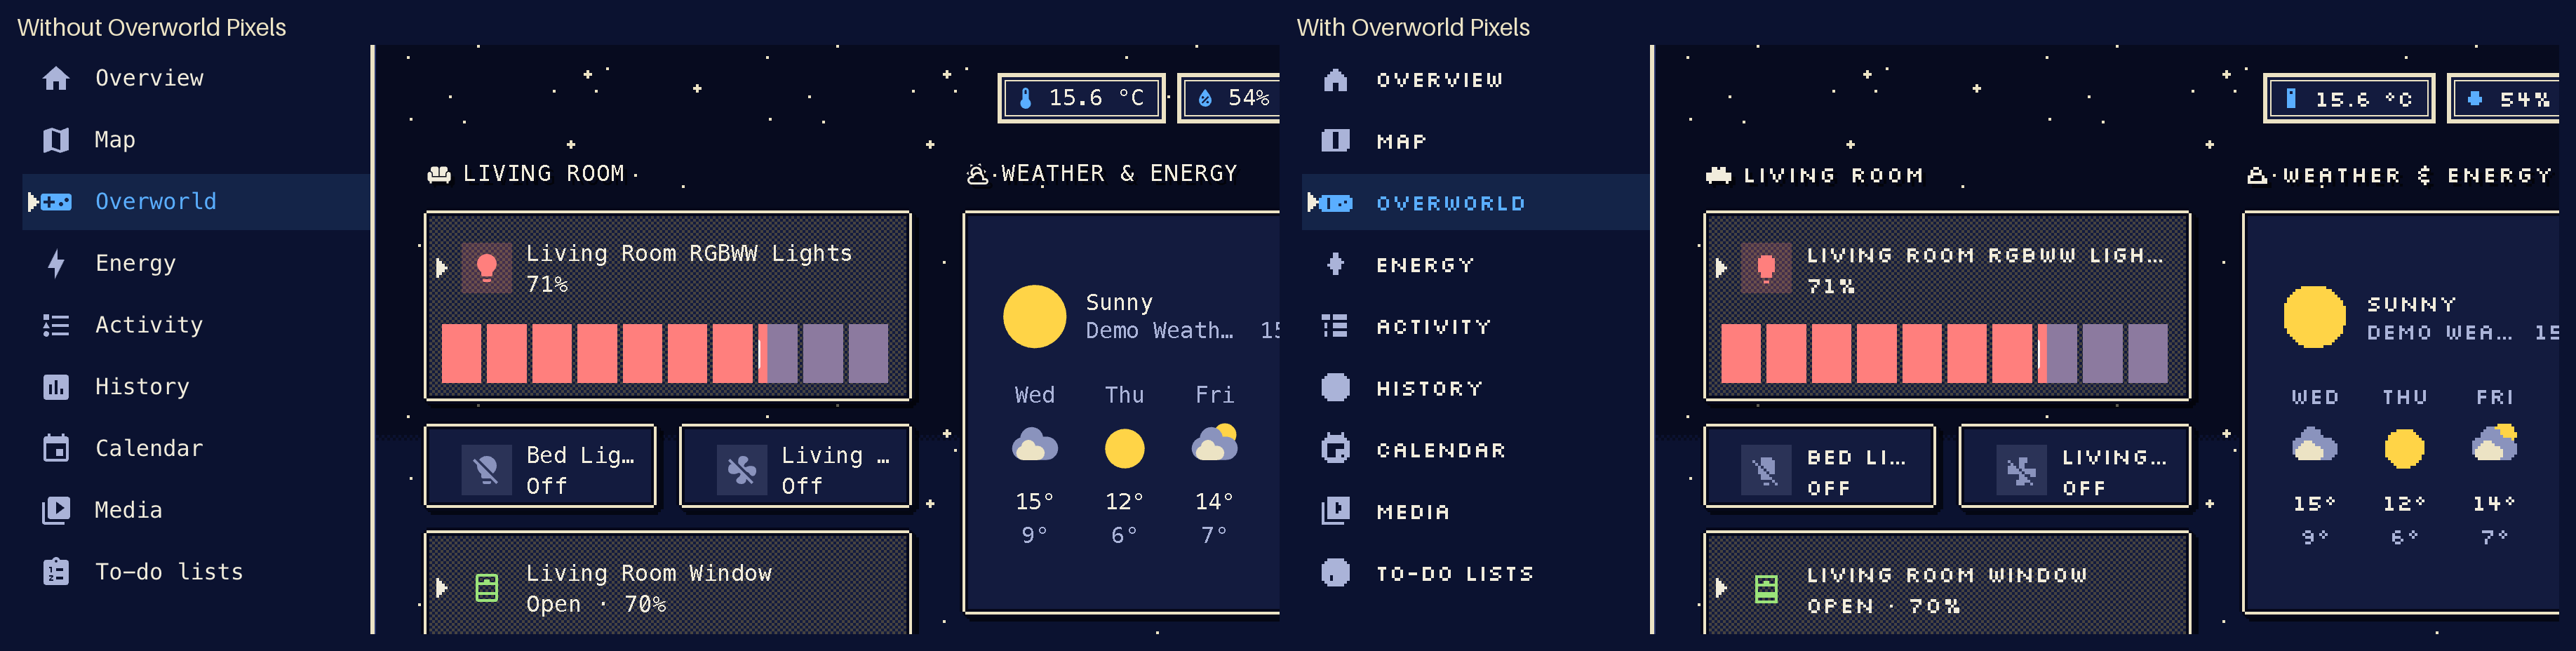 Without Overworld Pixels
Overview
Map
Overworld
Energy
Activity
History
Calendar
Media
To-do lists
15.6 °C
54%
LIVING ROOM
WEATHER & ENERGY
Living Room RGBWW Lights
71%
Bed Lig…
Off
Living …
Off
Living Room Window
Open · 70%
Sunny
Demo Weath… 15
Wed Thu Fri
15° 12° 14°
9° 6° 7°
With Overworld Pixels
OVERVIEW
MAP
OVERWORLD
ENERGY
ACTIVITY
HISTORY
CALENDAR
MEDIA
TO-DO LISTS
15.6 °C
54%
LIVING ROOM
WEATHER & ENERGY
LIVING ROOM RGBWW LIGH…
71%
BED LI…
OFF
LIVING…
OFF
LIVING ROOM WINDOW
OPEN · 70%
SUNNY
DEMO WEA… 15
WED THU FRI
15° 12° 14°
9° 6° 7°